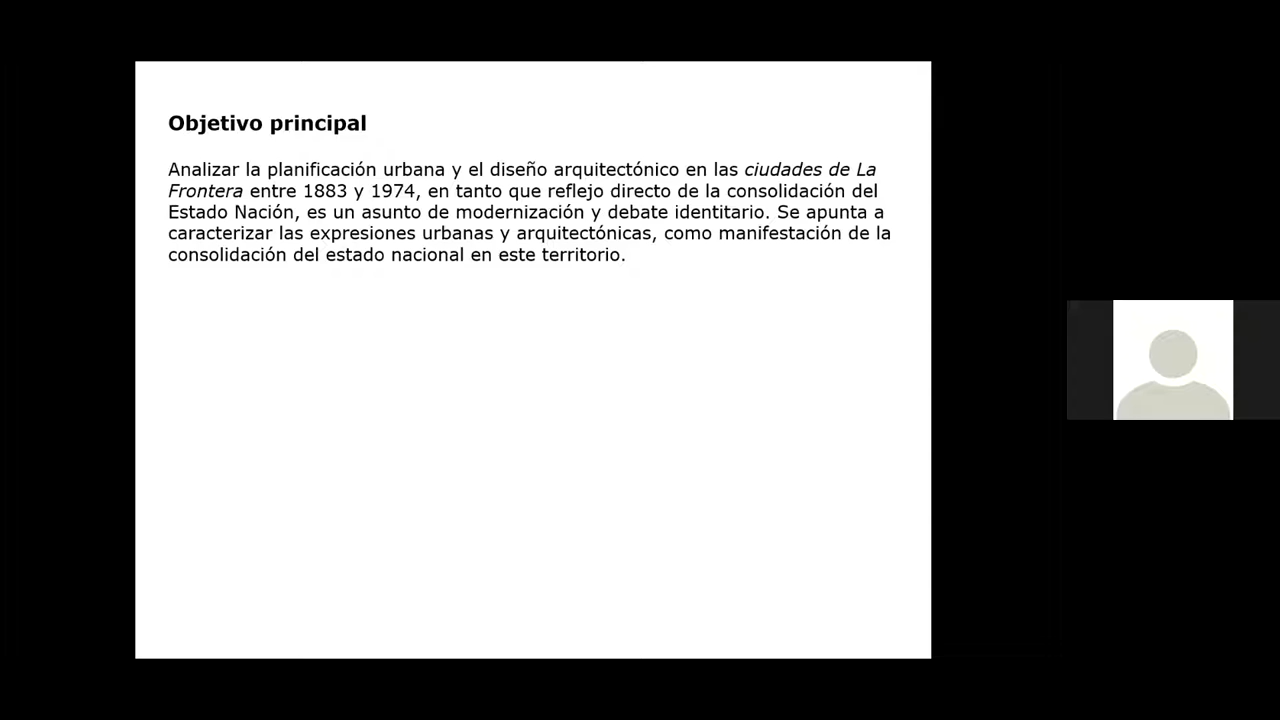 Objetivo principal
Analizar la planificación urbana y el diseño arquitectónico en las ciudades de La
Frontera entre 1883 y 1974, en tanto que reflejo directo de la consolidación del
Estado Nación, es un asunto de modernización y debate identitario. Se apunta a
caracterizar las expresiones urbanas y arquitectónicas, como manifestación de la
consolidación del estado nacional en este territorio.